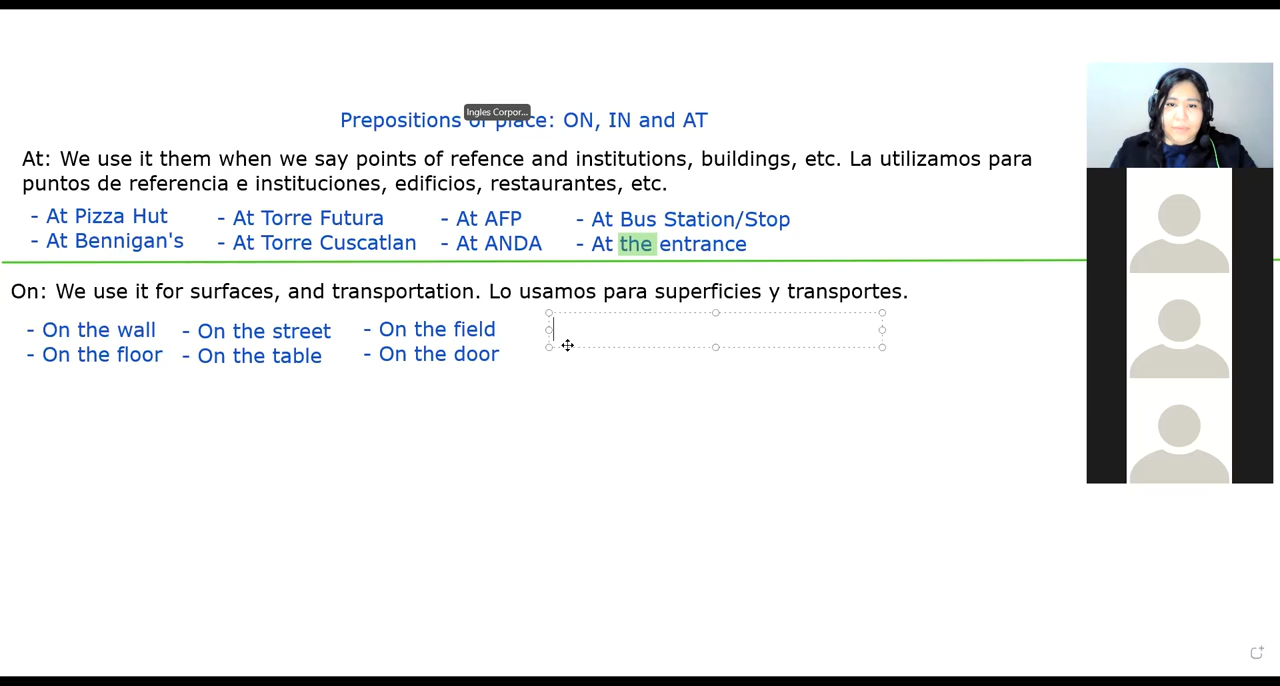 Ingles Corpor...
Prepositions of place: ON, IN and AT
At: We use it them when we say points of refence and institutions, buildings, etc. La utilizamos para
puntos de referencia e instituciones, edificios, restaurantes, etc.
- At Pizza Hut - At Torre Futura - At AFP - At Bus Station/Stop
- At Bennigan's - At Torre Cuscatlan - At ANDA - At the entrance
On: We use it for surfaces, and transportation. Lo usamos para superficies y transportes.
- On the wall - On the street - On the field
- On the floor - On the table - On the door